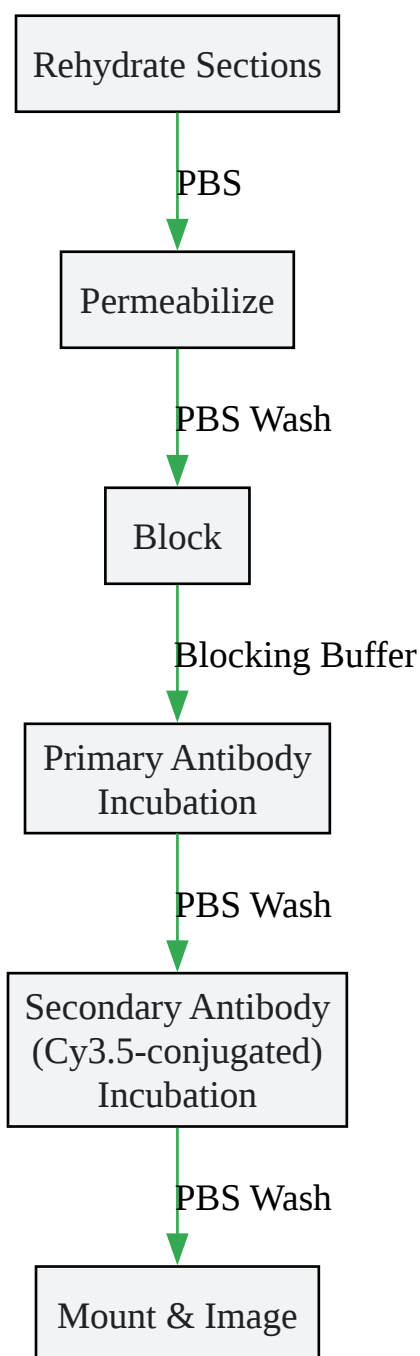 Rehydrate Sections
PBS
Permeabilize
PBS Wash
Block
Blocking Buffer
Primary Antibody
Incubation
PBS Wash
Secondary Antibody
(Cy3.5-conjugated)
Incubation
PBS Wash
Mount & Image